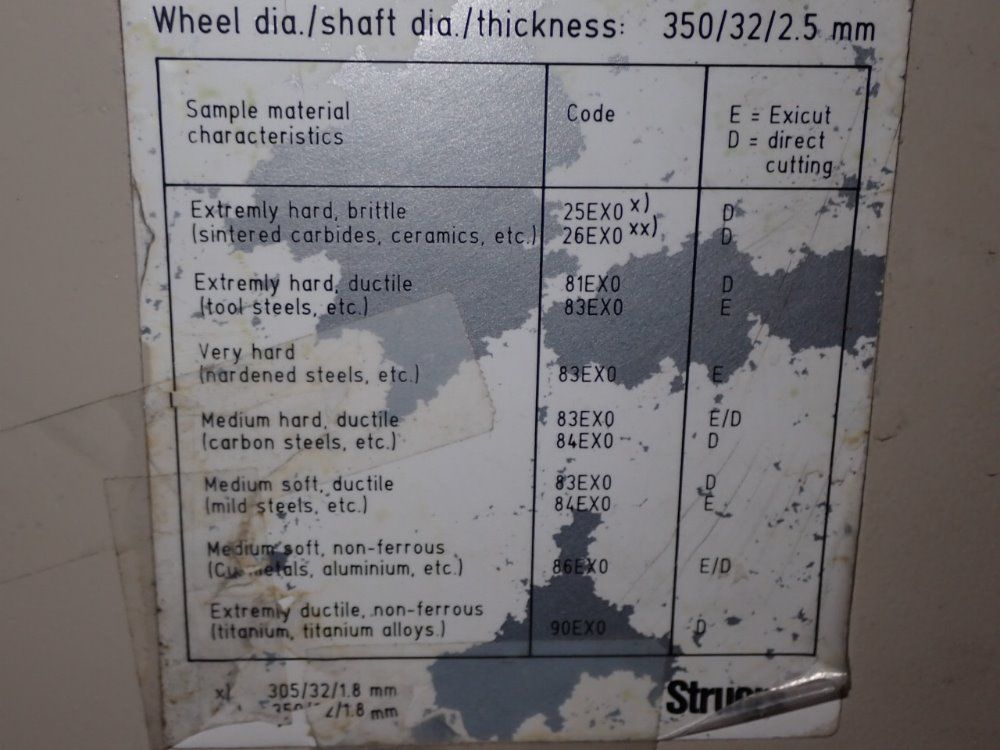 Wheel dia./shaft dia./thickness: 350/32/2.5 mm
Sample material characteristics
Code
E = Exicut
D = direct cutting
Extremly hard, brittle 25EX0 x) D
(sintered carbides, ceramics, etc.) 26EX0 xx) D
Extremly hard, ductile 81EX0 D
(tool steels, etc.) 83EX0 E
Very hard
(hardened steels, etc.) 83EX0 E
Medium hard, ductile 83EX0 E/D
(carbon steels, etc.) 84EX0 D
Medium soft, ductile 83EX0 D
(mild steels, etc.) 84EX0 E
Medium soft, non-ferrous
aluminium, etc.) 86EX0 E/D
Extremly ductile, non-ferrous
(titanium, titanium alloys.) 90EX0 D
x) 305/32/1.8 mm
mm